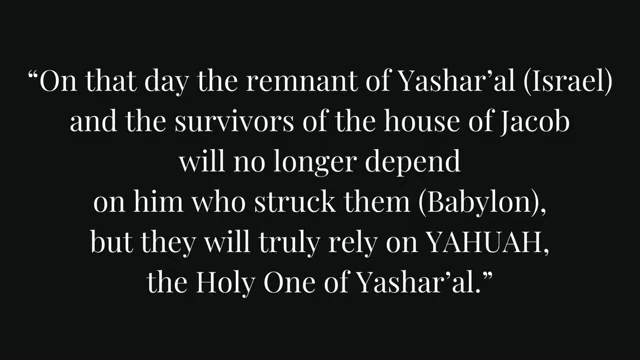 “On that day the remnant of Yashar’al (Israel)
and the survivors of the house of Jacob
will no longer depend
on him who struck them (Babylon),
but they will truly rely on YAHUAH,
the Holy One of Yashar’al.”